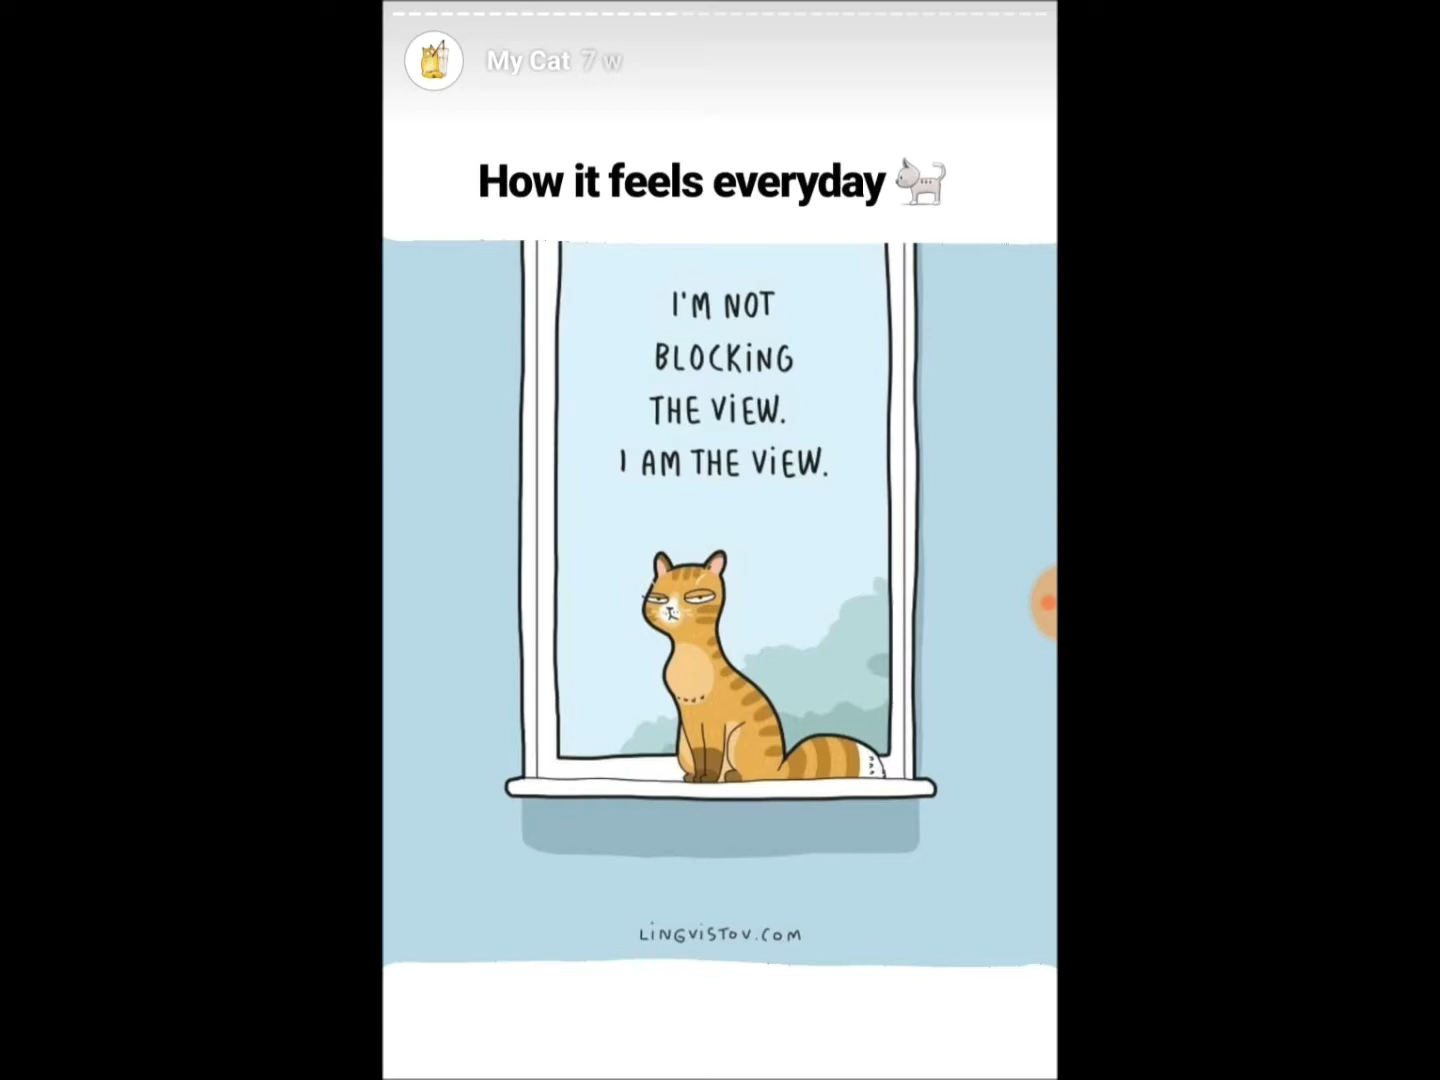 My Cat 7 w
How it feels everyday 🐈
I'M NOT
BLOCKiNG
THE ViEW.
I AM THE ViEW.
LiNGViSTOV.COM